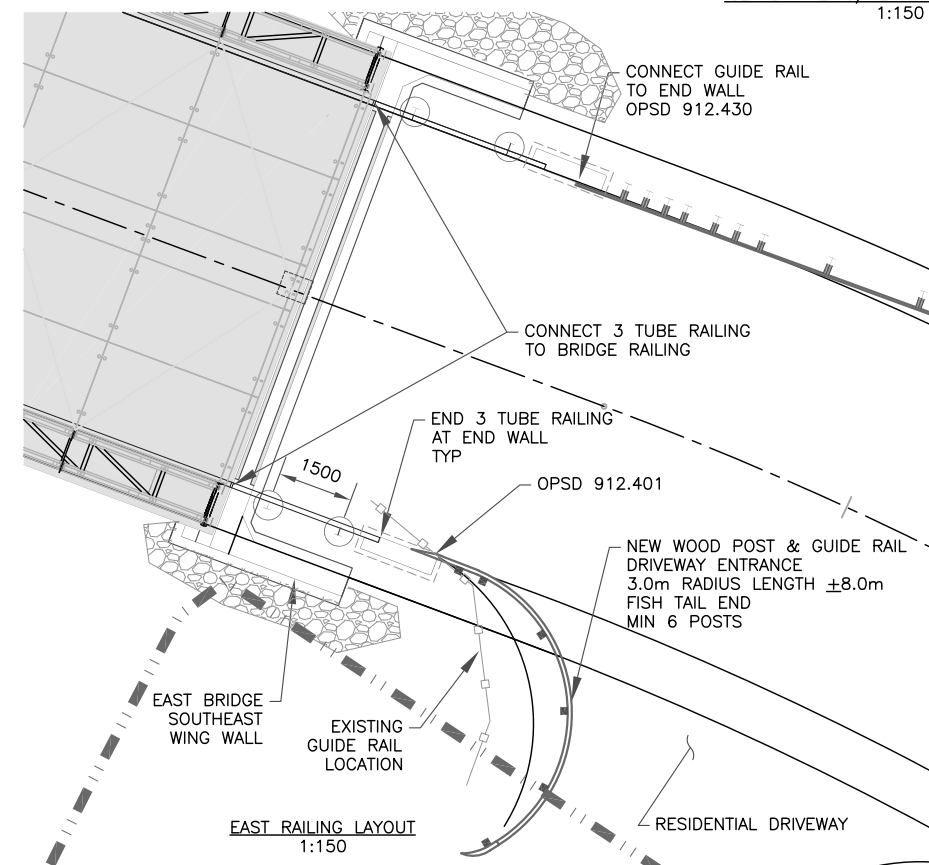 1:150
CONNECT GUIDE RAIL
TO END WALL
OPSD 912.430
CONNECT 3 TUBE RAILING
TO BRIDGE RAILING
END 3 TUBE RAILING
AT END WALL
TYP
1500
OPSD 912.401
NEW WOOD POST & GUIDE RAIL
DRIVEWAY ENTRANCE
3.0m RADIUS LENGTH ±8.0m
FISH TAIL END
MIN 6 POSTS
EAST BRIDGE
SOUTHEAST
WING WALL
EXISTING
GUIDE RAIL
LOCATION
RESIDENTIAL DRIVEWAY
EAST RAILING LAYOUT
1:150